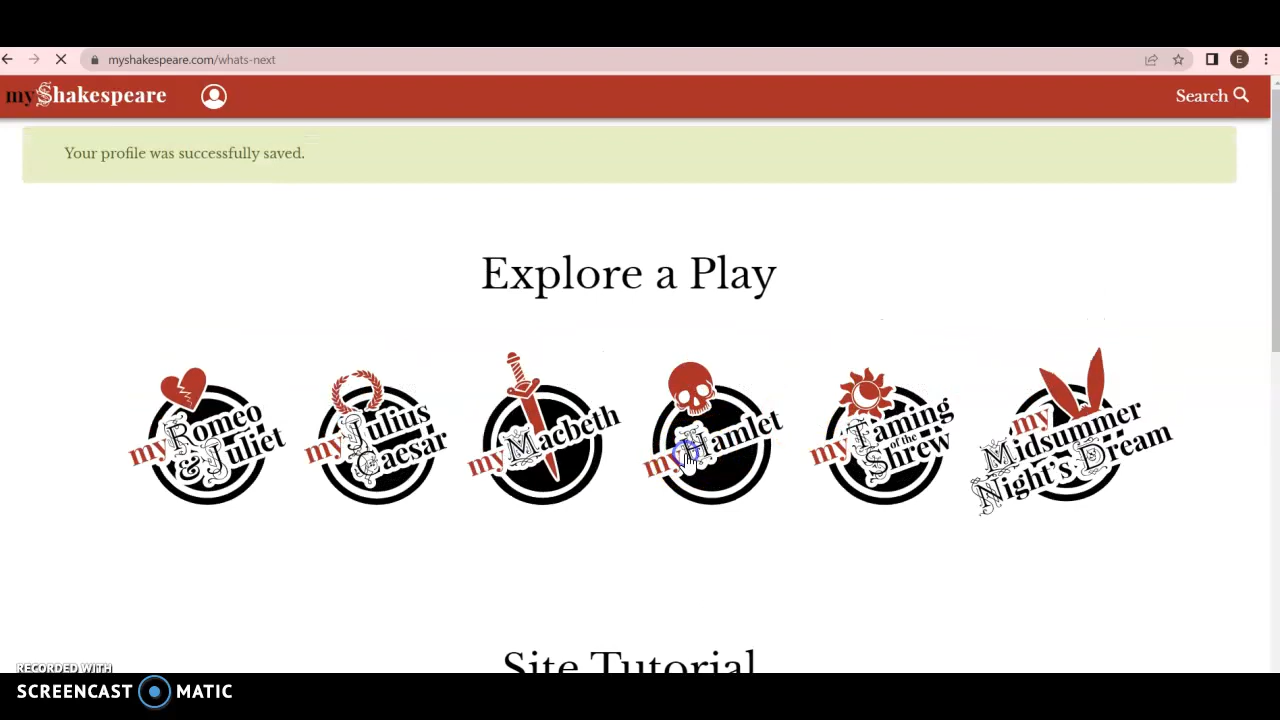 myshakespeare.com/whats-next
E
myShakespeare
Search
Your profile was successfully saved.
Explore a Play
my Romeo & Juliet
my Julius Caesar
my Macbeth
my Hamlet
my Taming of the Shrew
my Midsummer Night's Dream
Site Tutorial
RECORDED WITH
SCREENCAST MATIC